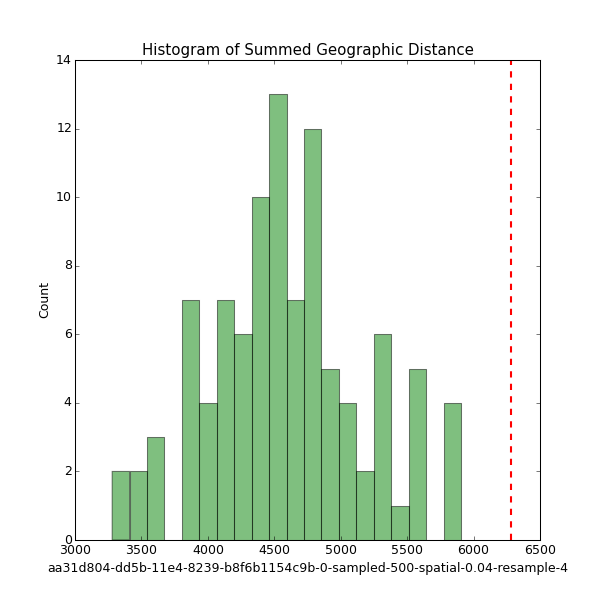 Histogram of Summed Geographic Distance
14
12
10
8
6
4
2
0
Count
3000 3500 4000 4500 5000 5500 6000 6500
aa31d804-dd5b-11e4-8239-b8f6b1154c9b-0-sampled-500-spatial-0.04-resample-4